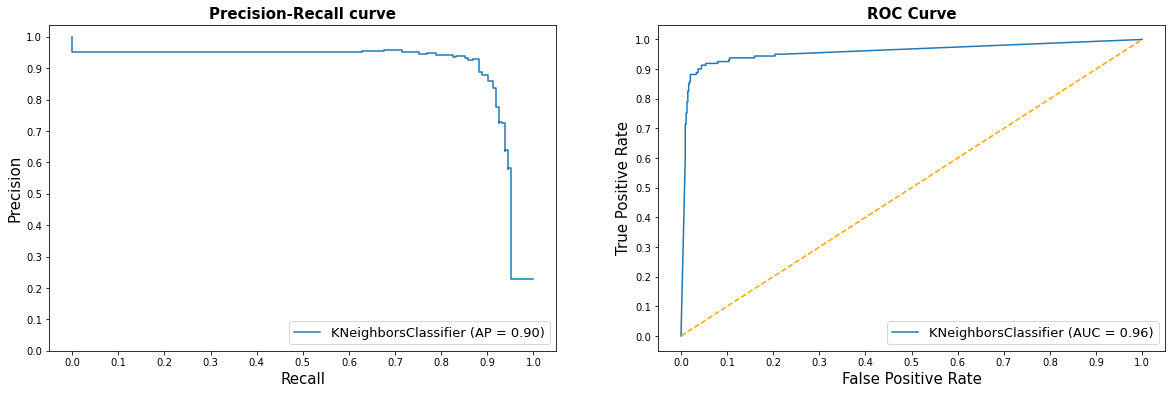 Precision-Recall curve
1.0
0.9
0.8
0.7
0.6
0.5
0.4
0.3
0.2
0.1
0.0
Precision
0.0 0.1 0.2 0.3 0.4 0.5 0.6 0.7 0.8 0.9 1.0
Recall
KNeighborsClassifier (AP = 0.90)
ROC Curve
1.0
0.9
0.8
0.7
0.6
0.5
0.4
0.3
0.2
0.1
0.0
True Positive Rate
0.0 0.1 0.2 0.3 0.4 0.5 0.6 0.7 0.8 0.9 1.0
False Positive Rate
KNeighborsClassifier (AUC = 0.96)